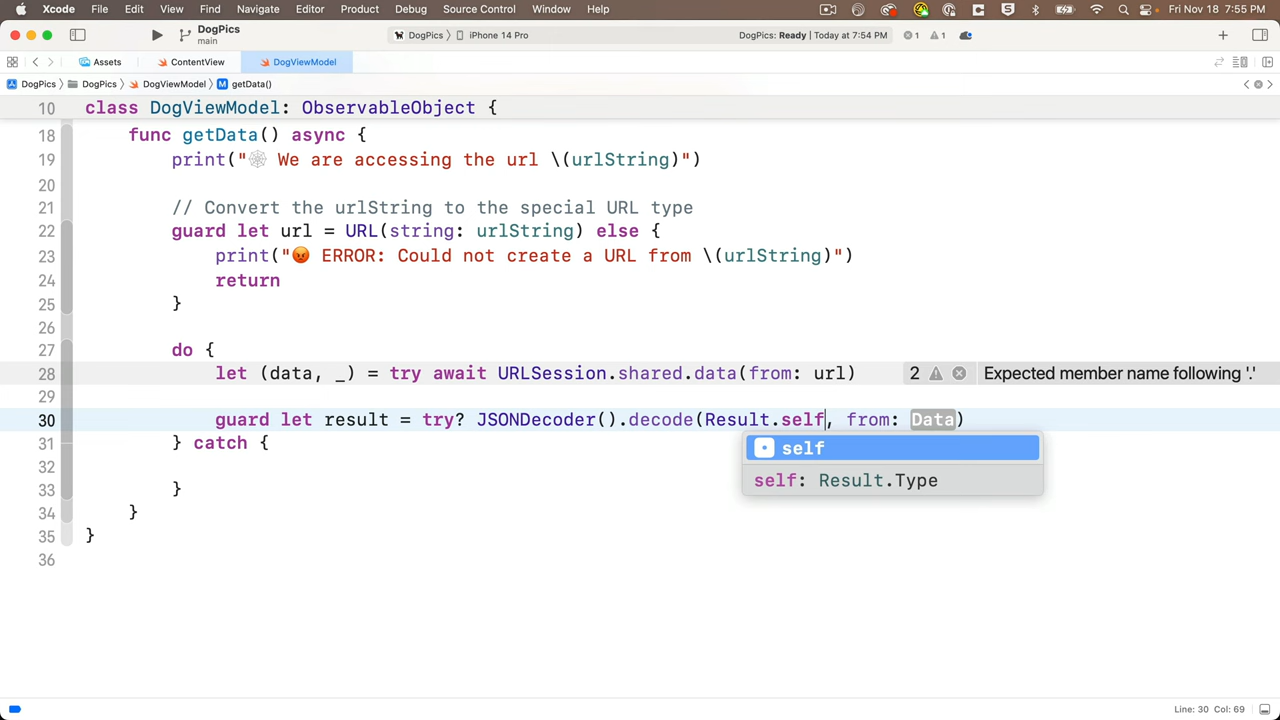 Xcode File Edit View Find Navigate Editor Product Debug Source Control Window Help Fri Nov 18 7:55 PM
DogPics
main
DogPics 〉 iPhone 14 Pro
DogPics: Ready | Today at 7:54 PM
1 1
Assets ContentView DogViewModel
DogPics 〉 DogPics 〉 DogViewModel 〉 M getData()
10 class DogViewModel: ObservableObject {
18 func getData() async {
19 print("🕸 We are accessing the url \(urlString)")
20
21 // Convert the urlString to the special URL type
22 guard let url = URL(string: urlString) else {
23 print("😡 ERROR: Could not create a URL from \(urlString)")
24 return
25 }
26
27 do {
28 let (data, _) = try await URLSession.shared.data(from: url) 2 Expected member name following '.'
29
30 guard let result = try? JSONDecoder().decode(Result.self, from: Data)
31 } catch {
self
32
self: Result.Type
33 }
34 }
35 }
36
Line: 30 Col: 69